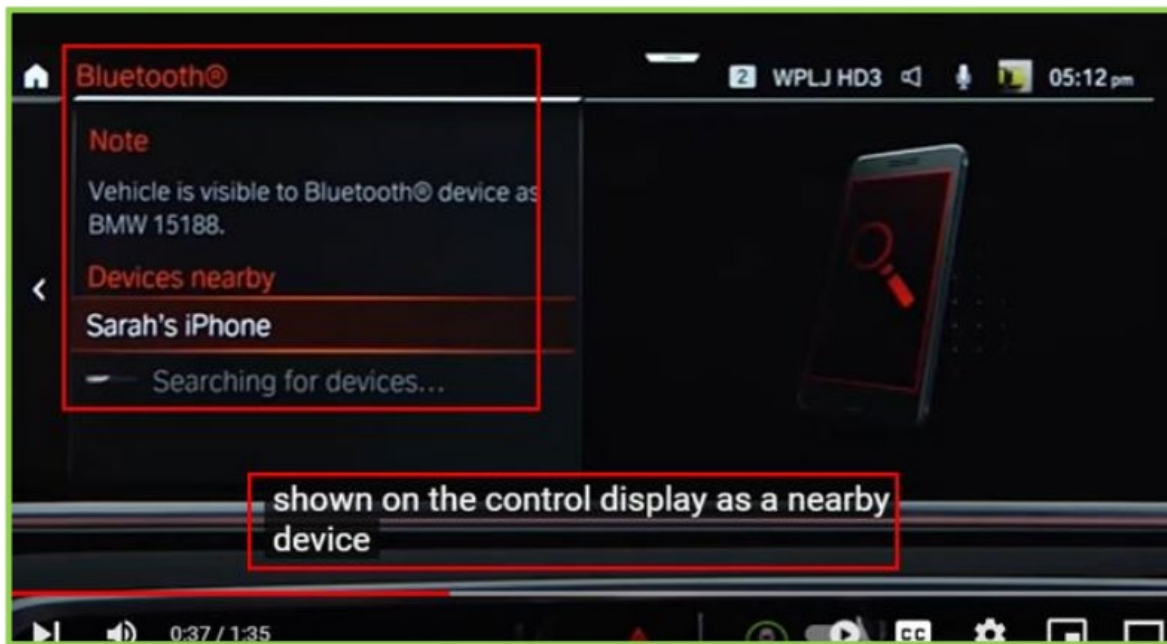 Bluetooth®
2 WPLJ HD3 05:12 pm
Note
Vehicle is visible to Bluetooth® device as
BMW 15188.
Devices nearby
Sarah's iPhone
Searching for devices...
shown on the control display as a nearby
device
0:37 / 1:35
CC